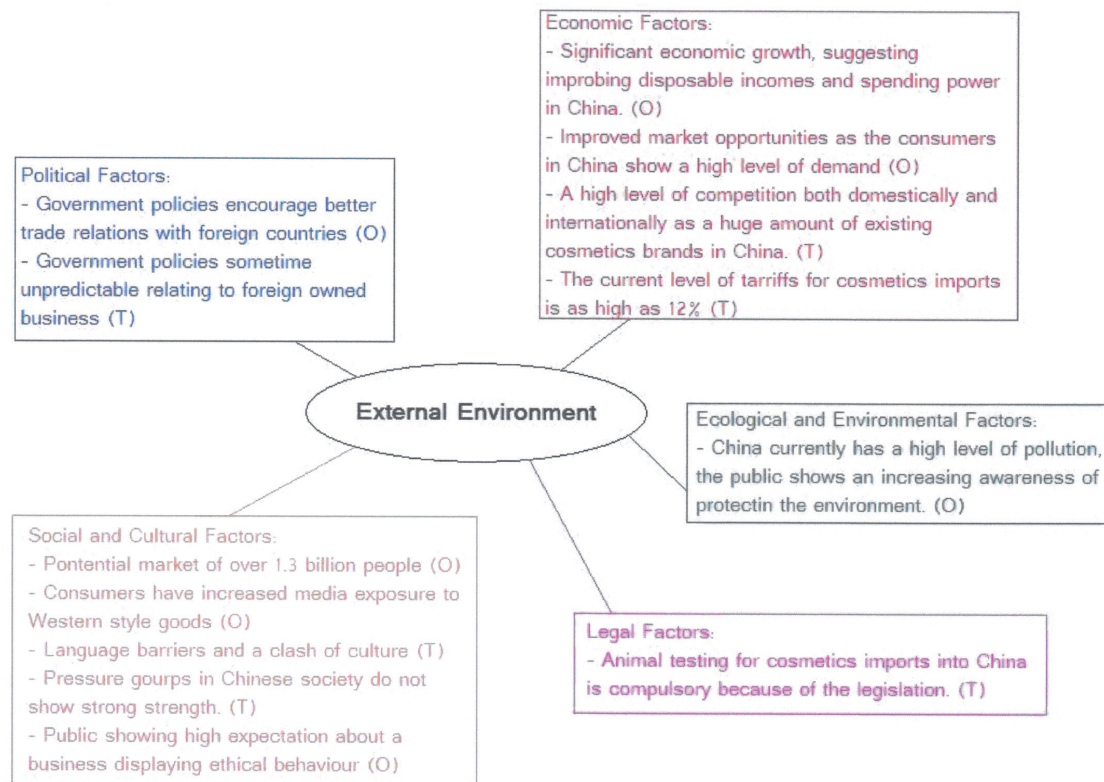 Economic Factors:
- Significant economic growth, suggesting
improbing disposable incomes and spending power
in China. (O)
- Improved market opportunities as the consumers
in China show a high level of demand (O)
- A high level of competition both domestically and
internationally as a huge amount of existing
cosmetics brands in China. (T)
- The current level of tarriffs for cosmetics imports
is as high as 12% (T)
Political Factors:
- Government policies encourage better
trade relations with foreign countries (O)
- Government policies sometime
unpredictable relating to foreign owned
business (T)
External Environment
Ecological and Environmental Factors:
- China currently has a high level of pollution,
the public shows an increasing awareness of
protectin the environment. (O)
Social and Cultural Factors:
- Pontential market of over 1.3 billion people (O)
- Consumers have increased media exposure to
Western style goods (O)
- Language barriers and a clash of culture (T)
- Pressure gourps in Chinese society do not
show strong strength. (T)
- Public showing high expectation about a
business displaying ethical behaviour (O)
Legal Factors:
- Animal testing for cosmetics imports into China
is compulsory because of the legislation. (T)